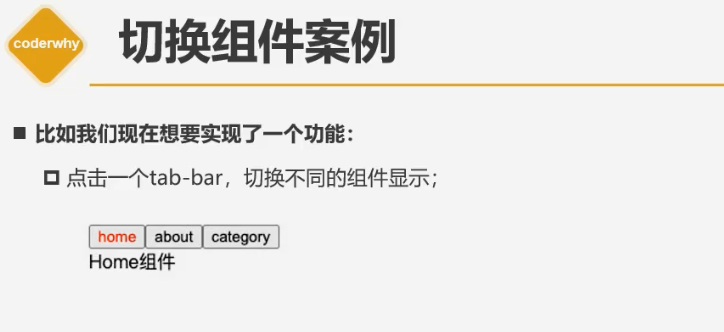 coderwhy
切换组件案例
比如我们现在想要实现了一个功能：
点击一个tab-bar，切换不同的组件显示；
home about category
Home组件